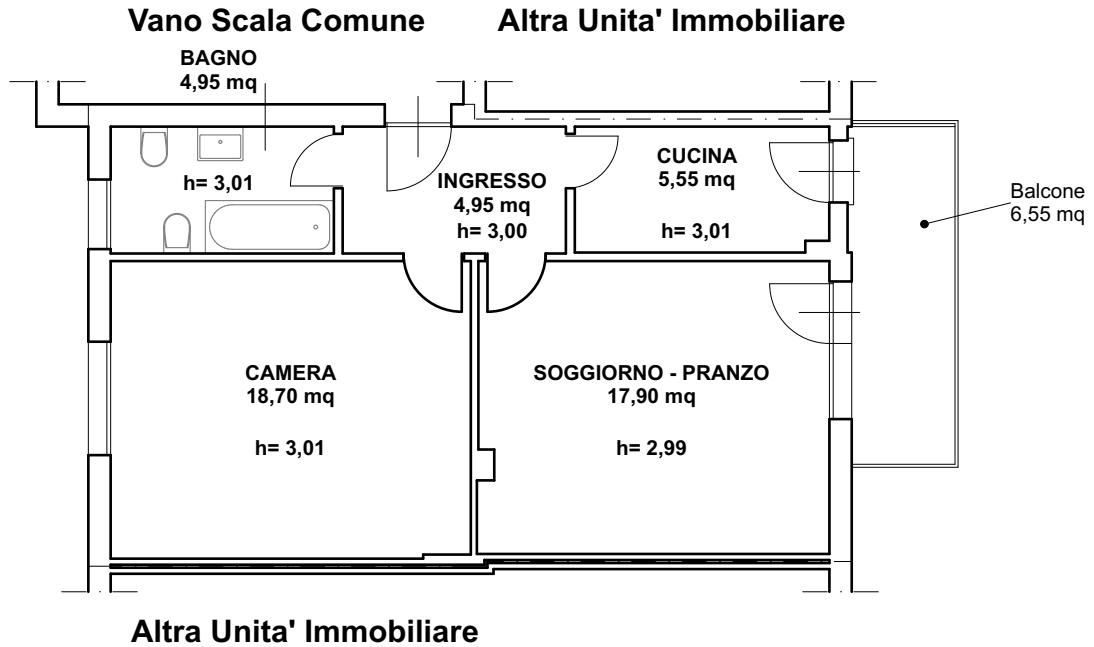 Vano Scala Comune
Altra Unita' Immobiliare
BAGNO
4,95 mq
h= 3,01
INGRESSO
4,95 mq
h= 3,00
CUCINA
5,55 mq
h= 3,01
Balcone
6,55 mq
CAMERA
18,70 mq
h= 3,01
SOGGIORNO - PRANZO
17,90 mq
h= 2,99
Altra Unita' Immobiliare